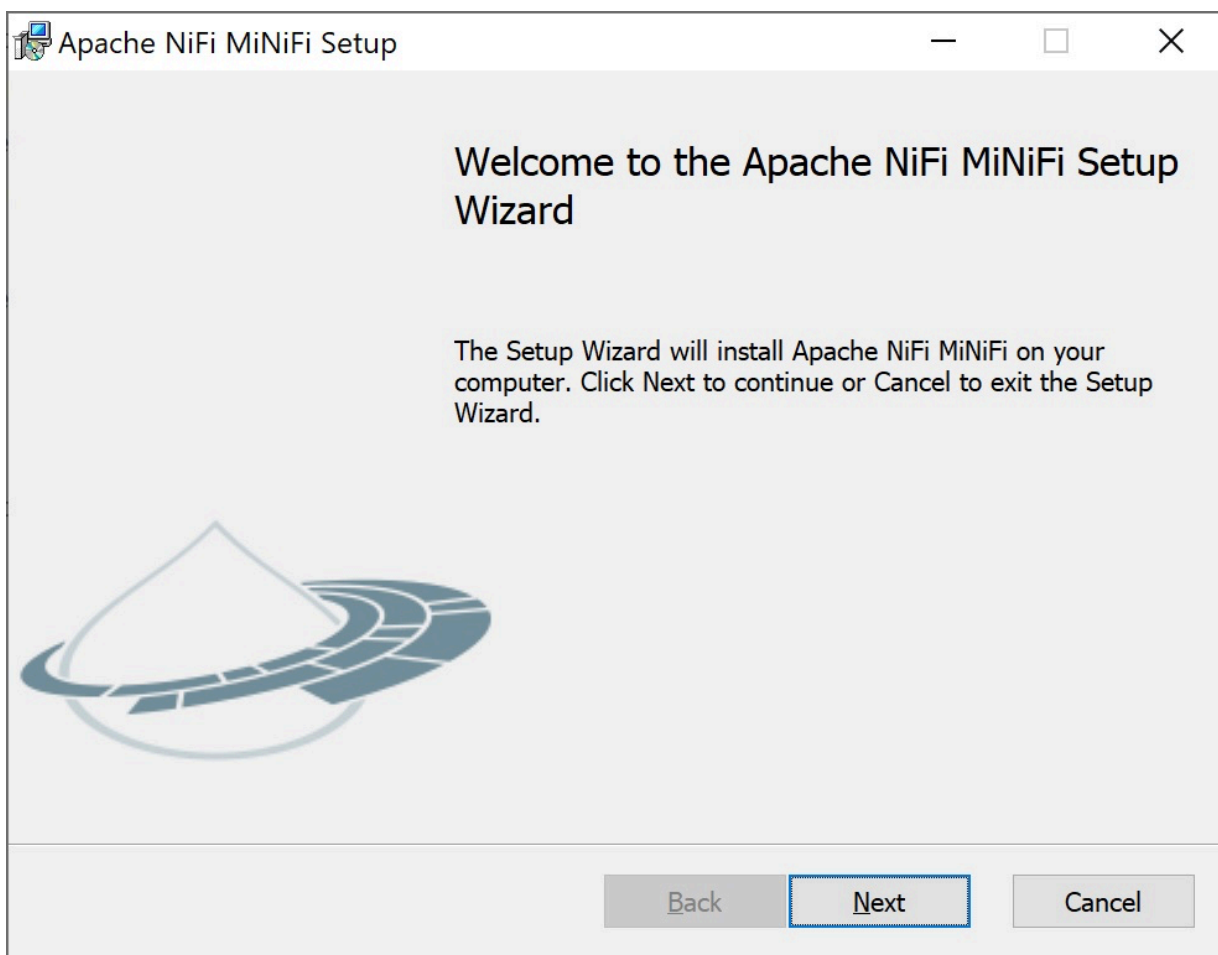 Apache NiFi MiNiFi Setup
Welcome to the Apache NiFi MiNiFi Setup
Wizard
The Setup Wizard will install Apache NiFi MiNiFi on your
computer. Click Next to continue or Cancel to exit the Setup
Wizard.
Back Next Cancel